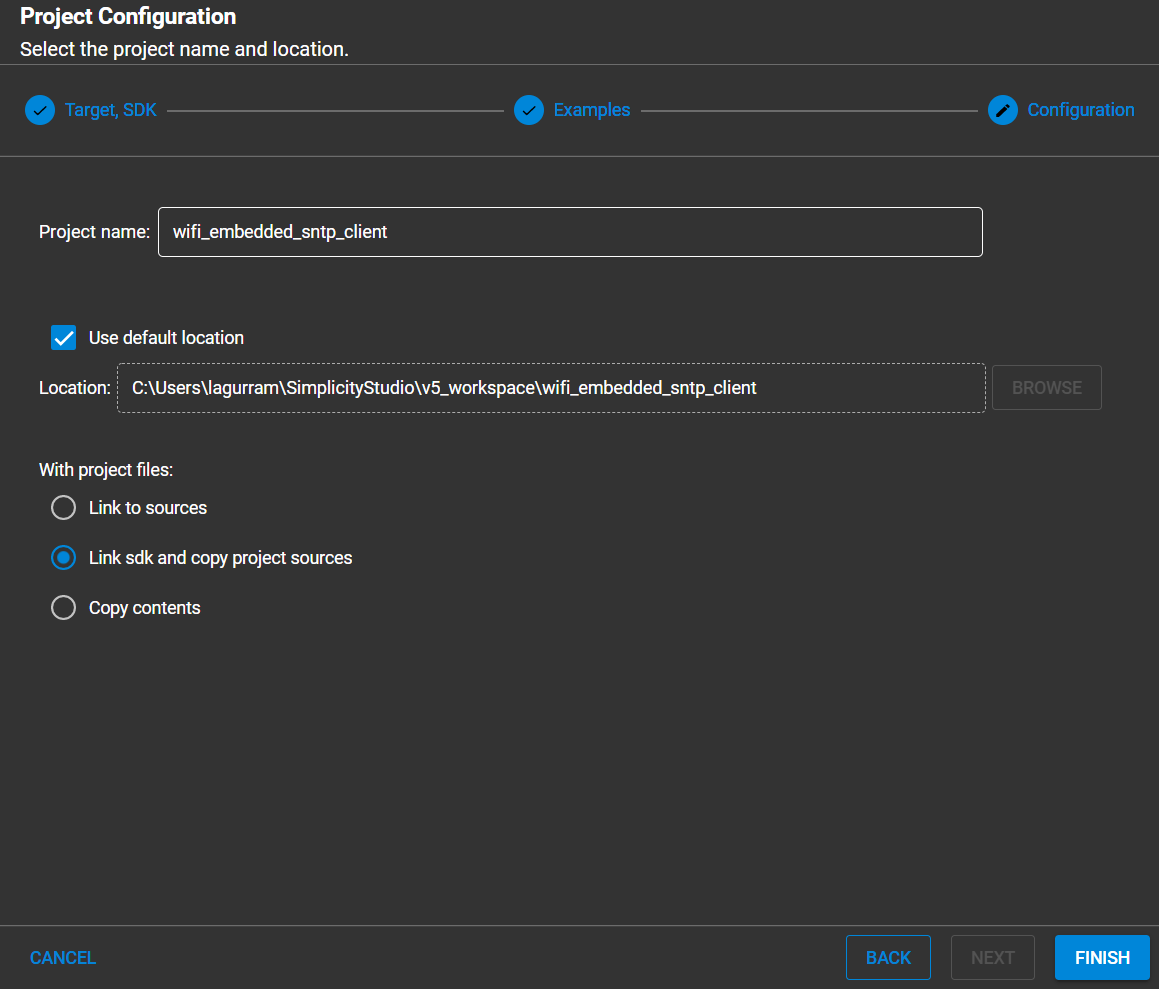 Project Configuration
Select the project name and location.
Target, SDK
Examples
Configuration
Project name: wifi_embedded_sntp_client
Use default location
Location: C:\Users\lagurram\SimplicityStudio\v5_workspace\wifi_embedded_sntp_client BROWSE
With project files:
Link to sources
Link sdk and copy project sources
Copy contents
CANCEL BACK NEXT FINISH